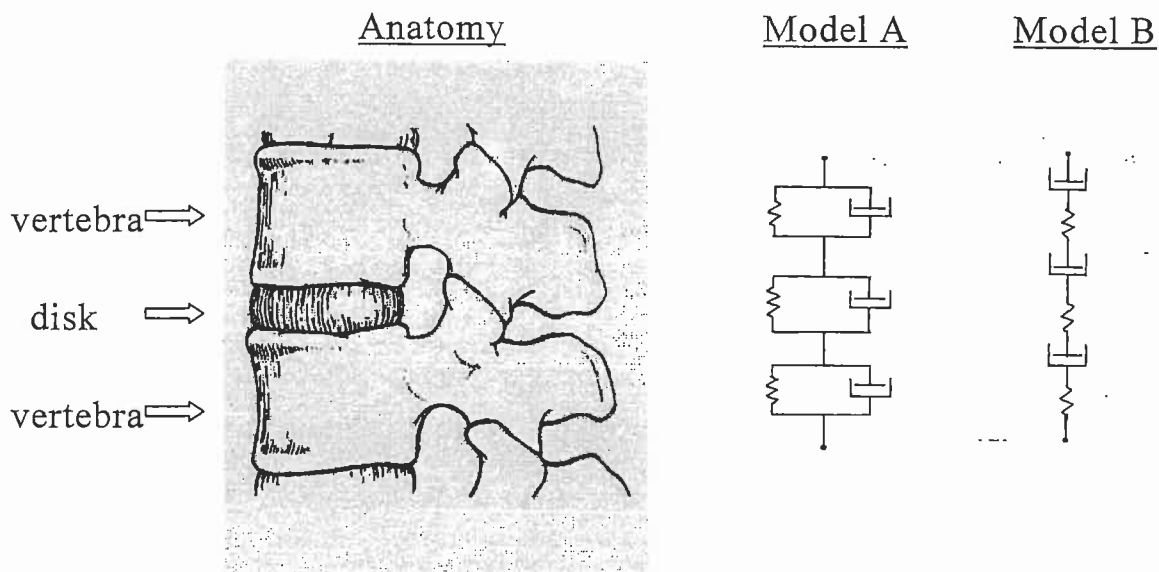 Anatomy
Model A
Model B
vertebra
disk
vertebra